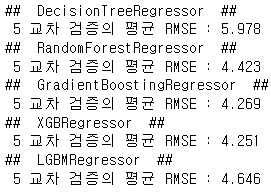 ## DecisionTreeRegressor ##
5 교차 검증의 평균 RMSE : 5.978
## RandomForestRegressor ##
5 교차 검증의 평균 RMSE : 4.423
## GradientBoostingRegressor ##
5 교차 검증의 평균 RMSE : 4.269
## XGBRegressor ##
5 교차 검증의 평균 RMSE : 4.251
## LGBMRegressor ##
5 교차 검증의 평균 RMSE : 4.646